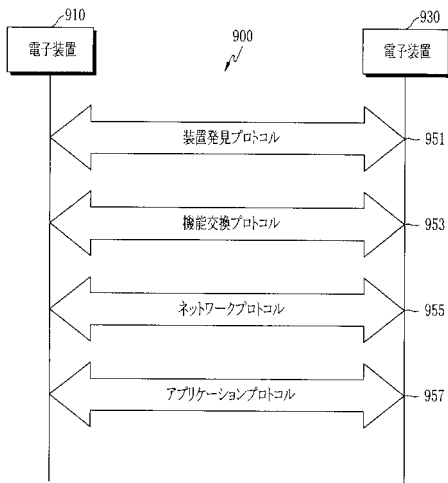 910
930
電子装置
900
電子装置
装置発見プロトコル
951
機能交換プロトコル
953
ネットワークプロトコル
955
アプリケーションプロトコル
957